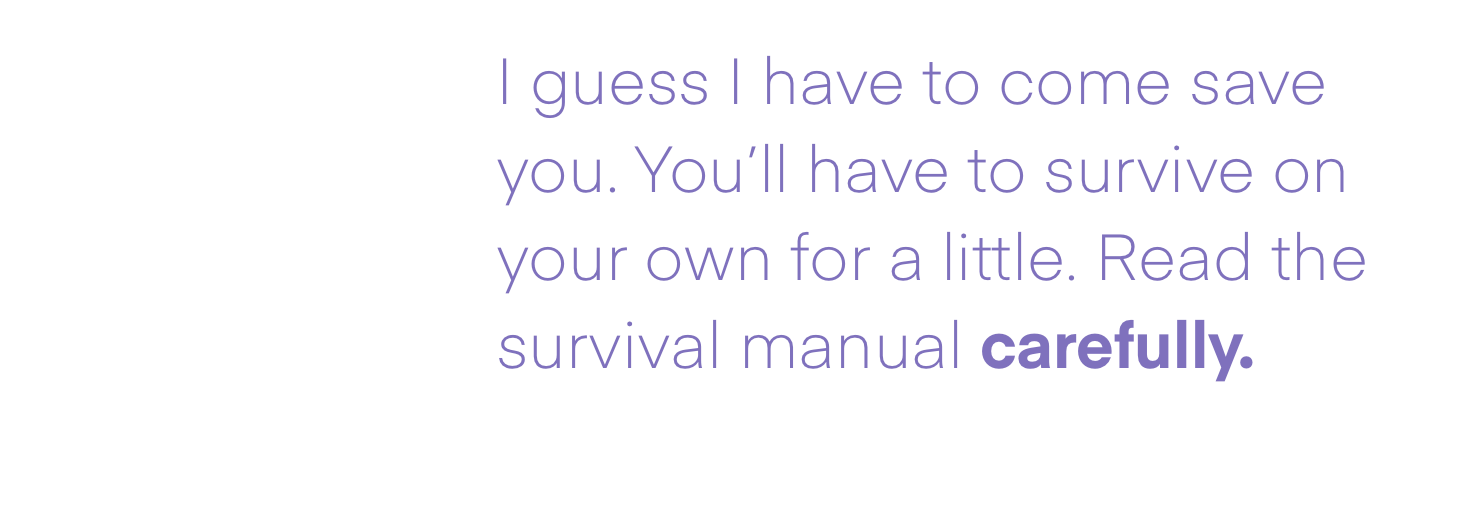 I guess I have to come save
you. You’ll have to survive on
your own for a little. Read the
survival manual carefully.